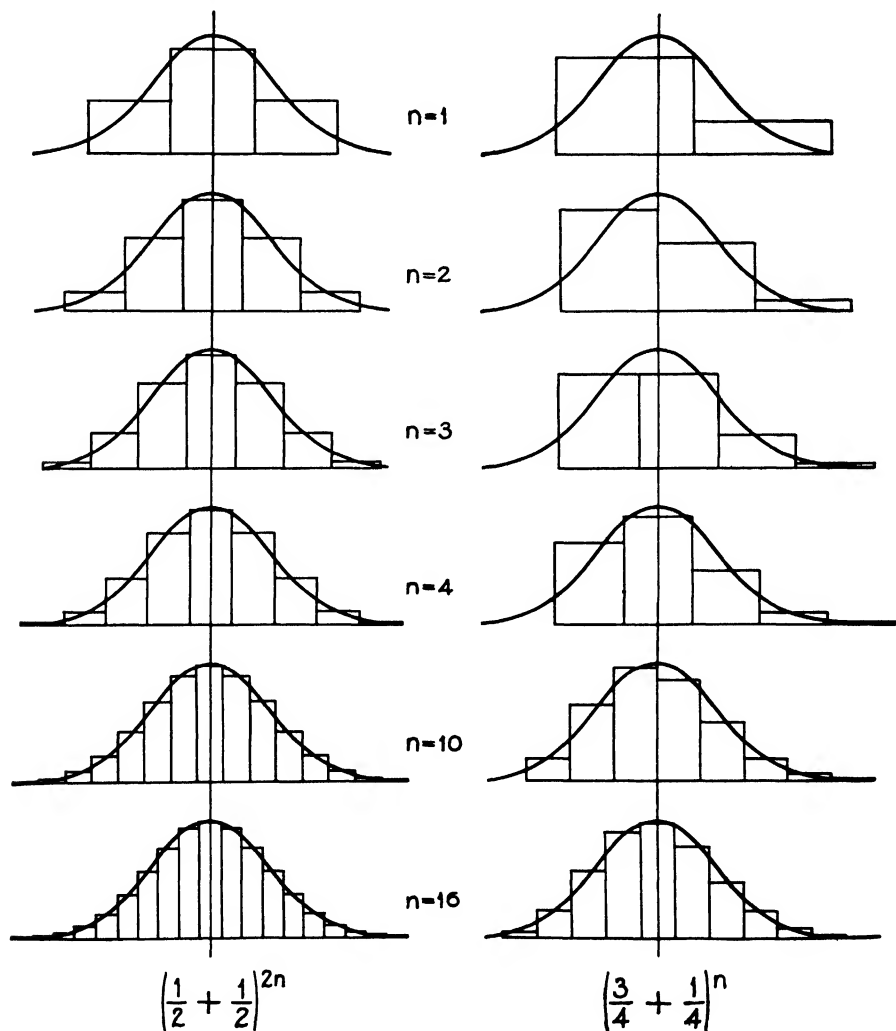 n=1
n=2
n=3
n=4
n=10
n=16
(1/2 + 1/2)^2n
(3/4 + 1/4)^n